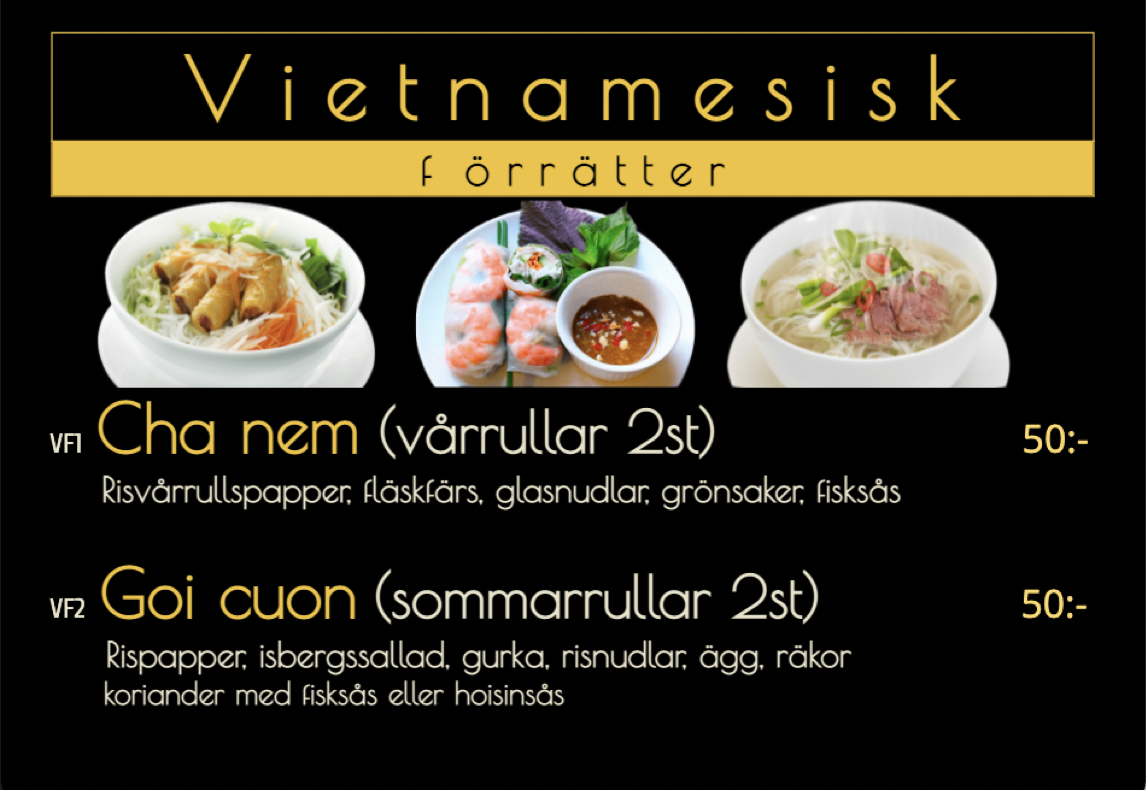 Vietnamesisk
förrätter
VF1 Cha nem (vårrullar 2st) 50:-
Risvårrullspapper, fläskfärs, glasnudlar, grönsaker, fisksås
VF2 Goi cuon (sommarrullar 2st) 50:-
Rispapper, isbergssallad, gurka, risnudlar, ägg, räkor
koriander med fisksås eller hoisinsås